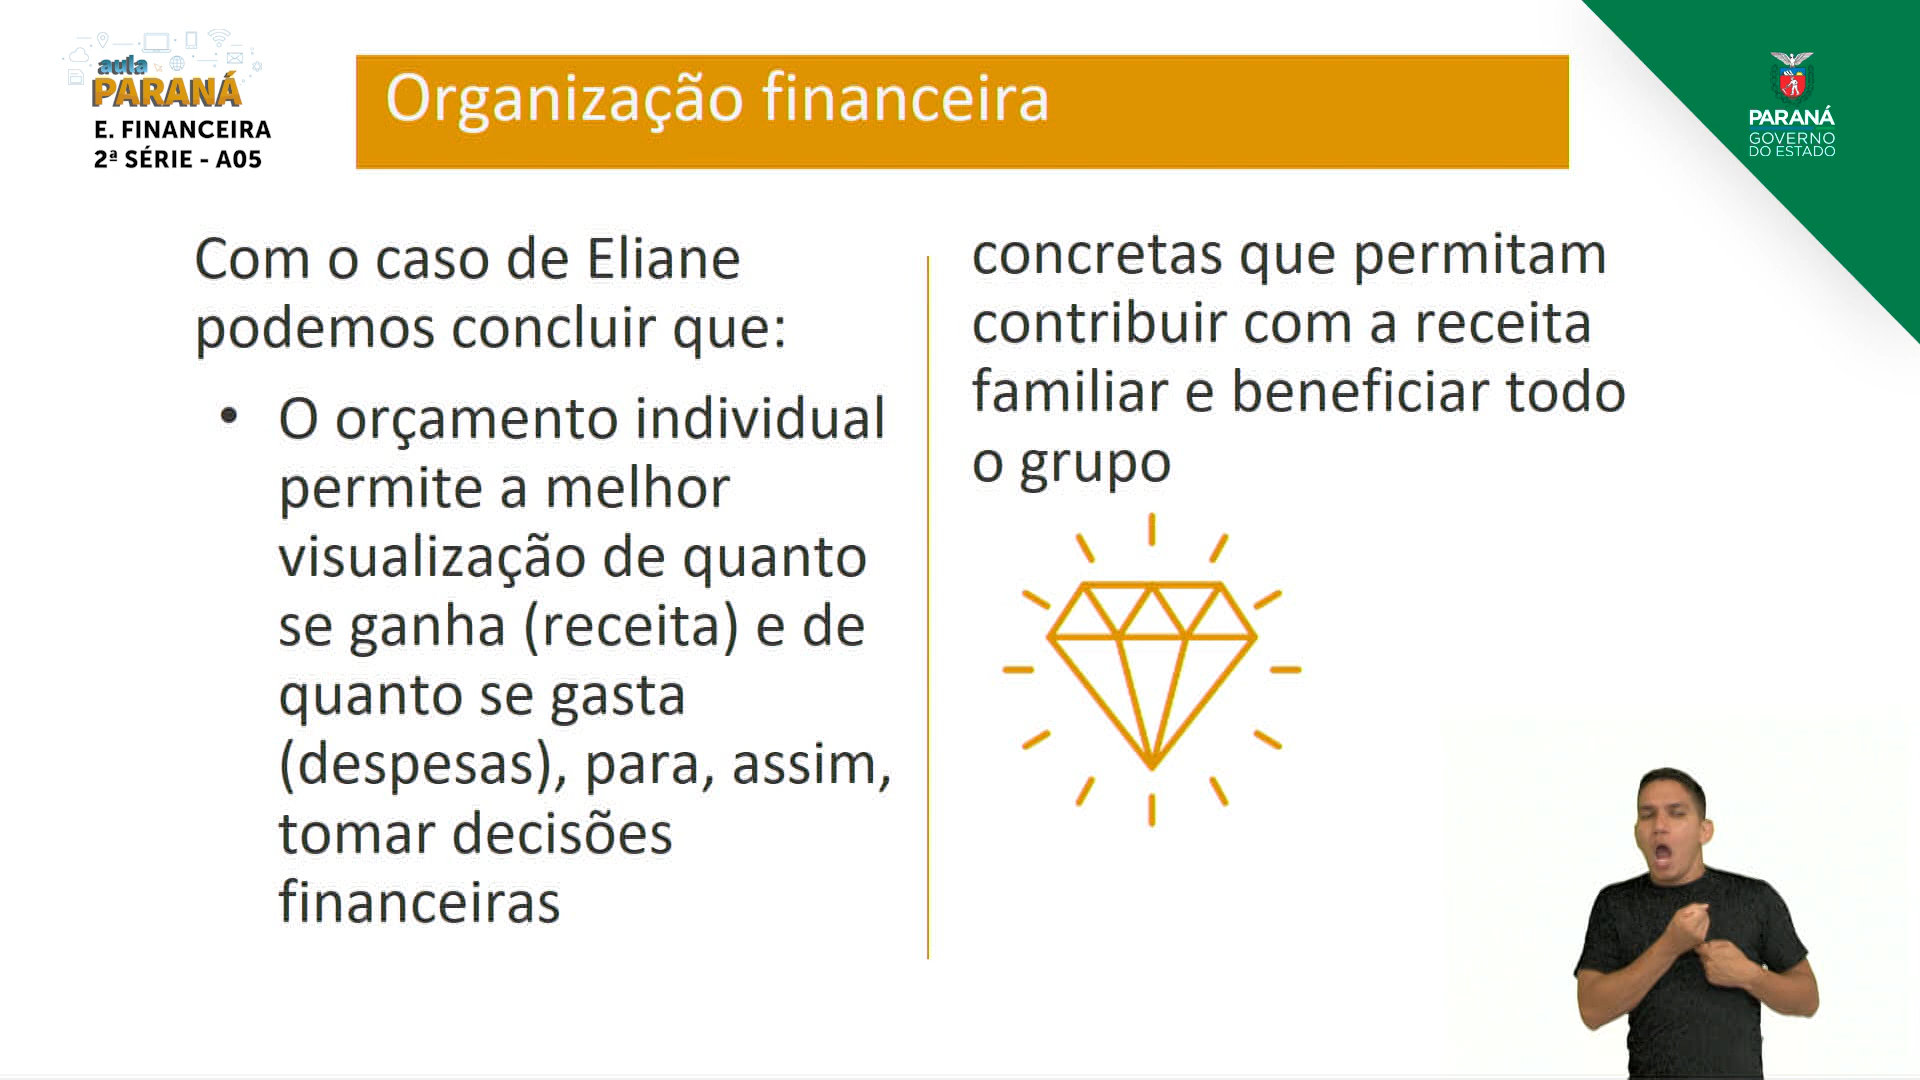 aula
PARANÁ
E. FINANCEIRA
2ª SÉRIE - A05
Organização financeira
PARANÁ
GOVERNO
DO ESTADO
Com o caso de Eliane
podemos concluir que:
• O orçamento individual
permite a melhor
visualização de quanto
se ganha (receita) e de
quanto se gasta
(despesas), para, assim,
tomar decisões
financeiras
concretas que permitam
contribuir com a receita
familiar e beneficiar todo
o grupo